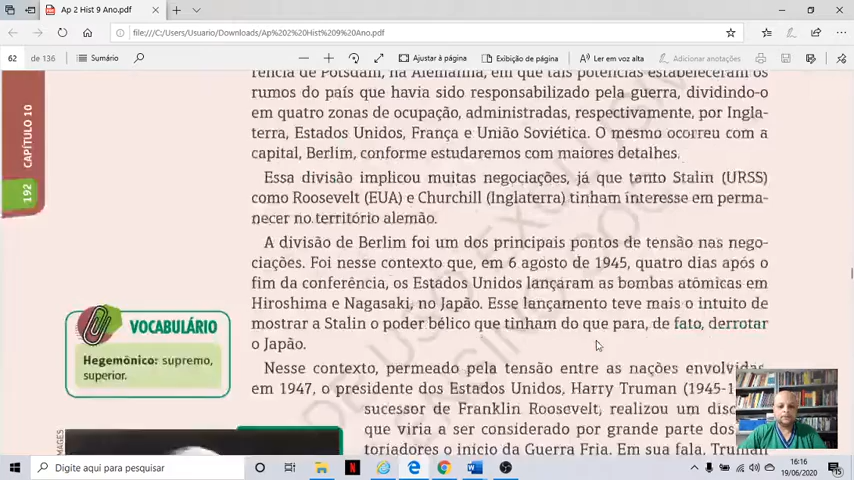 Ap 2 Hist 9 Ano.pdf
file:///C:/Users/Usuario/Downloads/Ap%202%20Hist%209%20Ano.pdf
62 de 136
Sumário
Ajustar à página
Exibição de página
Ler em voz alta
Adicionar anotações
rência de Potsdam, na Alemanha, em que tais potências estabeleceram os
rumos do país que havia sido responsabilizado pela guerra, dividindo-o
em quatro zonas de ocupação, administradas, respectivamente, por Ingla-
terra, Estados Unidos, França e União Soviética. O mesmo ocorreu com a
capital, Berlim, conforme estudaremos com maiores detalhes.
Essa divisão implicou muitas negociações, já que tanto Stalin (URSS)
como Roosevelt (EUA) e Churchill (Inglaterra) tinham interesse em perma-
necer no território alemão.
A divisão de Berlim foi um dos principais pontos de tensão nas nego-
ciações. Foi nesse contexto que, em 6 agosto de 1945, quatro dias após o
fim da conferência, os Estados Unidos lançaram as bombas atômicas em
Hiroshima e Nagasaki, no Japão. Esse lançamento teve mais o intuito de
mostrar a Stalin o poder bélico que tinham do que para, de fato, derrotar
o Japão.
Nesse contexto, permeado pela tensão entre as nações envolvidas,
em 1947, o presidente dos Estados Unidos, Harry Truman (1945-1
sucessor de Franklin Roosevelt, realizou um disc
que viria a ser considerado por grande parte dos
toriadores o início da Guerra Fria. Em sua fala, Truman
CAPÍTULO 10
192
VOCABULÁRIO
Hegemônico: supremo,
superior.
Digite aqui para pesquisar
16:16
19/06/2020
15